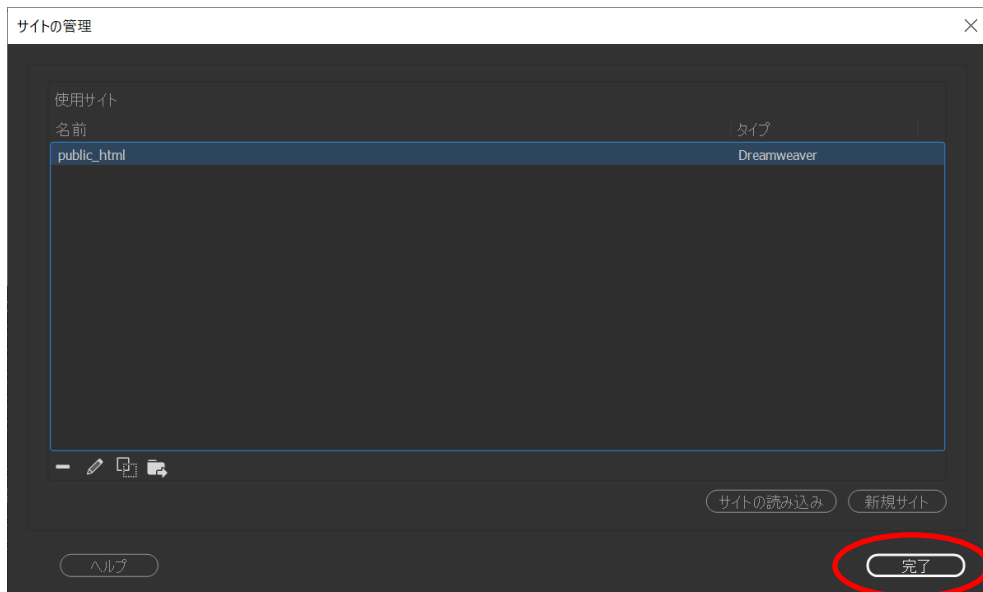 サイトの管理
使用サイト
名前 タイプ
public_html Dreamweaver
サイトの読み込み 新規サイト
ヘルプ 完了